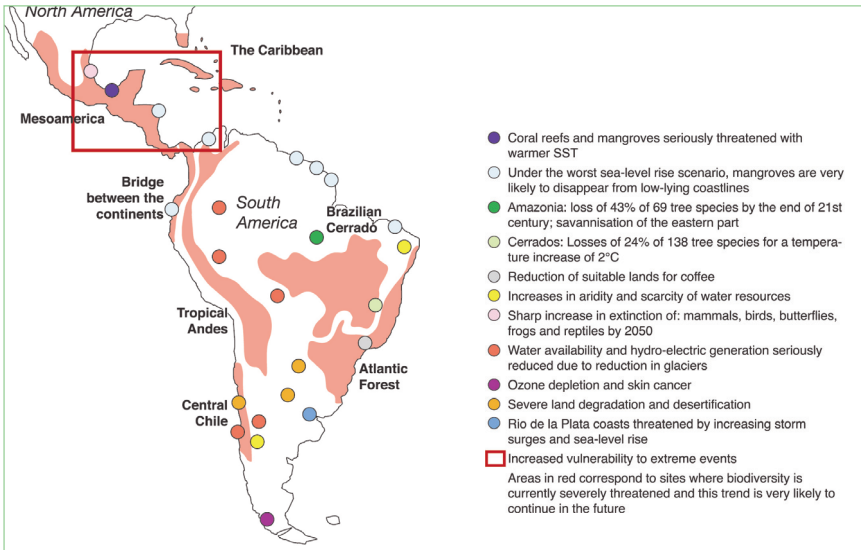 North America
The Caribbean
Mesoamerica
Bridge
between the
continents
South
America
Brazilian
Cerrado
Tropical
Andes
Atlantic
Forest
Central
Chile
Coral reefs and mangroves seriously threatened with
warmer SST
Under the worst sea-level rise scenario, mangroves are very
likely to disappear from low-lying coastlines
Amazonia: loss of 43% of 69 tree species by the end of 21st
century; savannisation of the eastern part
Cerrados: Losses of 24% of 138 tree species for a tempera-
ture increase of 2°C
Reduction of suitable lands for coffee
Increases in aridity and scarcity of water resources
Sharp increase in extinction of: mammals, birds, butterflies,
frogs and reptiles by 2050
Water availability and hydro-electric generation seriously
reduced due to reduction in glaciers
Ozone depletion and skin cancer
Severe land degradation and desertification
Rio de la Plata coasts threatened by increasing storm
surges and sea-level rise
Increased vulnerability to extreme events
Areas in red correspond to sites where biodiversity is
currently severely threatened and this trend is very likely to
continue in the future